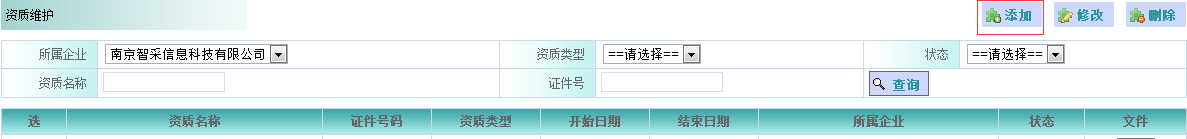 资质维护 添加 修改 删除
所属企业 南京智采信息科技有限公司 资质类型 ==请选择== 状态 ==请选择==
资质名称 证件号 查询
选 资质名称 证件号码 资质类型 开始日期 结束日期 所属企业 状态 文件